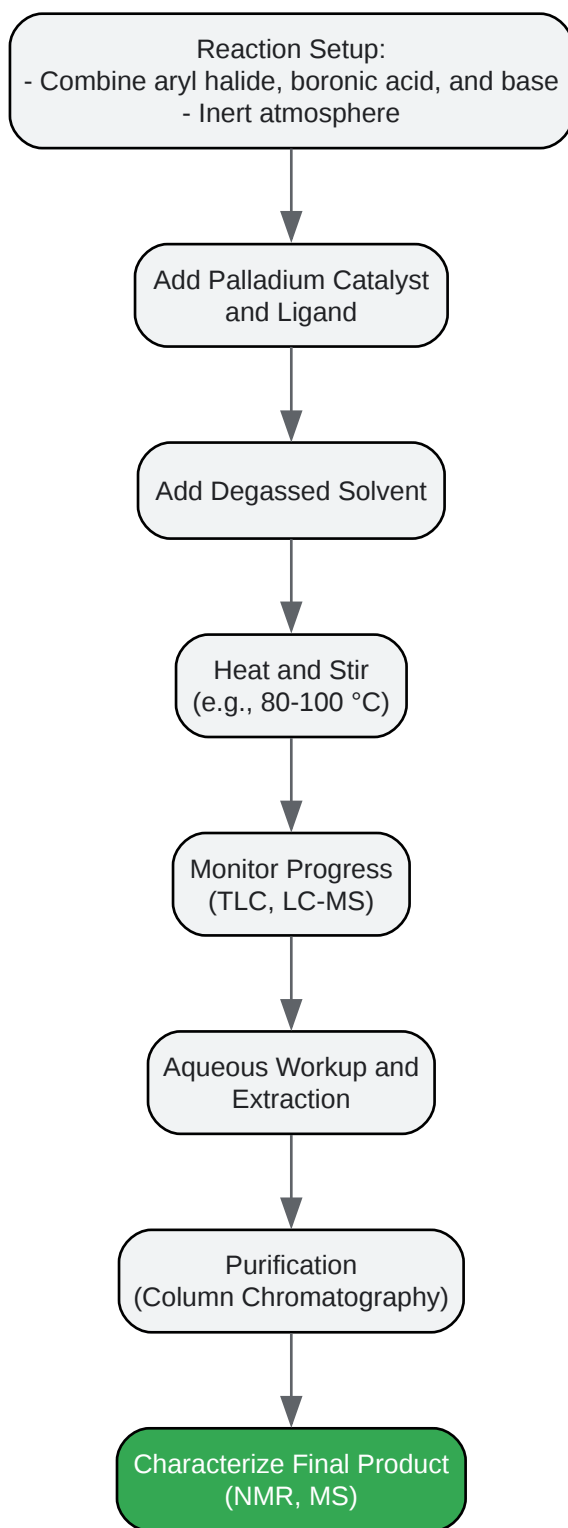 Reaction Setup:
- Combine aryl halide, boronic acid, and base
- Inert atmosphere
Add Palladium Catalyst
and Ligand
Add Degassed Solvent
Heat and Stir
(e.g., 80-100 °C)
Monitor Progress
(TLC, LC-MS)
Aqueous Workup and
Extraction
Purification
(Column Chromatography)
Characterize Final Product
(NMR, MS)